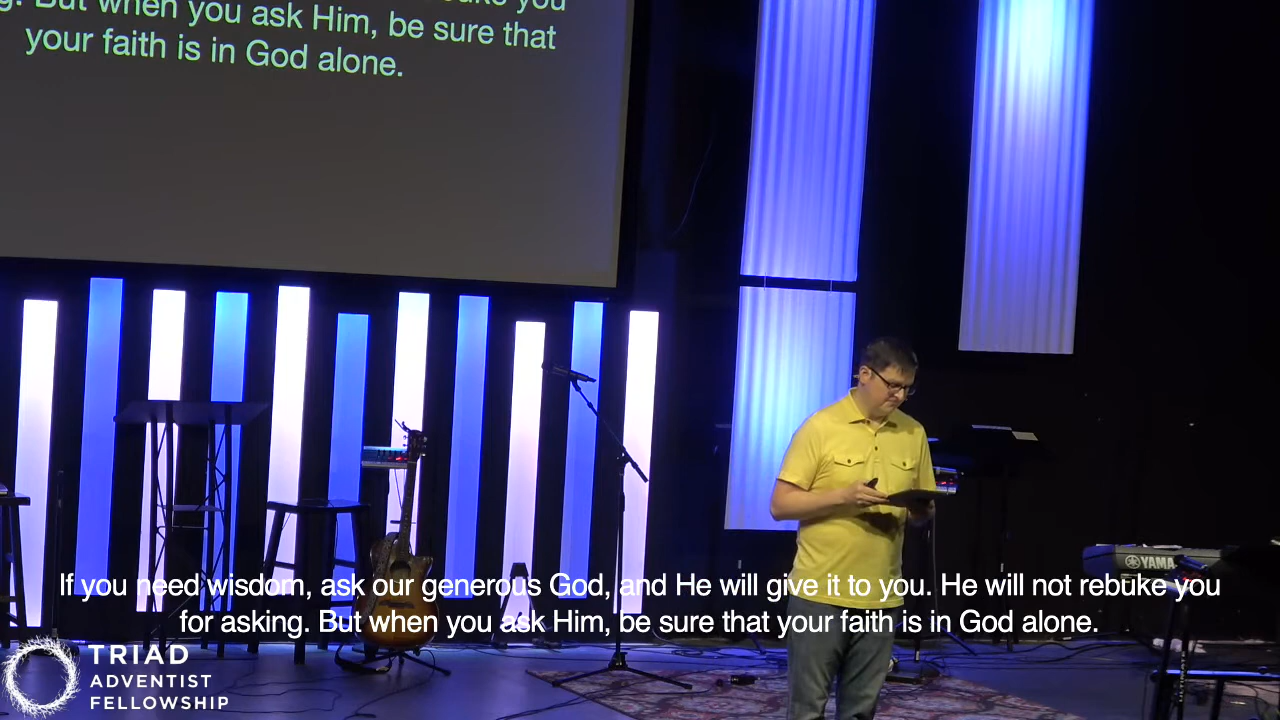 But when you ask Him, be sure that
your faith is in God alone.
YAMA
If you need wisdom, ask our generous God, and He will give it to you. He will not rebuke you
for asking. But when you ask Him, be sure that your faith is in God alone.
TRIAD
ADVENTIST
FELLOWSHIP